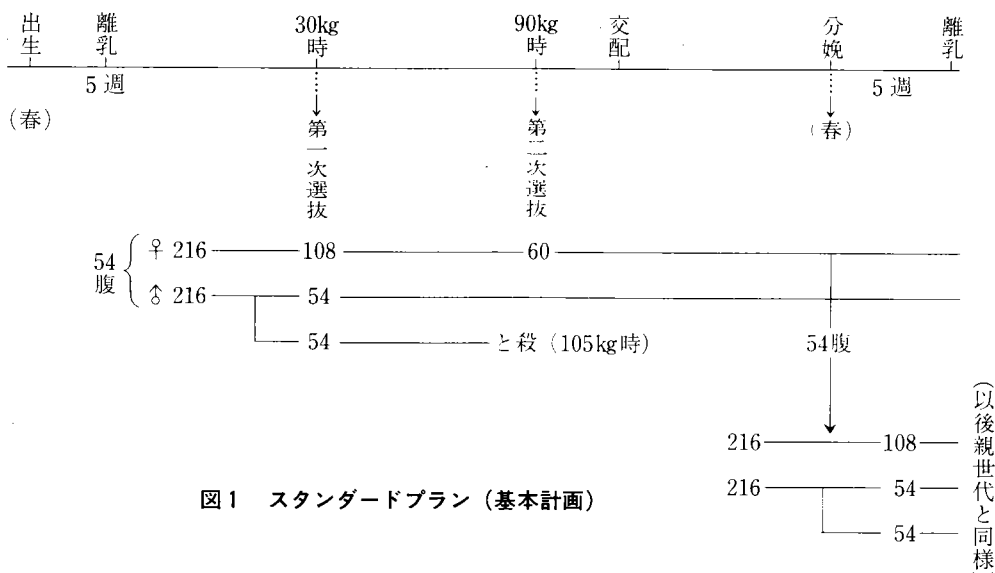 出生 離乳 30kg時 90kg時 交配 分娩 離乳
5週 5週
(春) 第一次選抜 第二次選抜 (春)
54腹
♀ 216 108 60
♂ 216 54
54 と殺 (105kg時) 54腹
216 108
216 54
54
(以後親世代と同様)
図1 スタンダードプラン (基本計画)